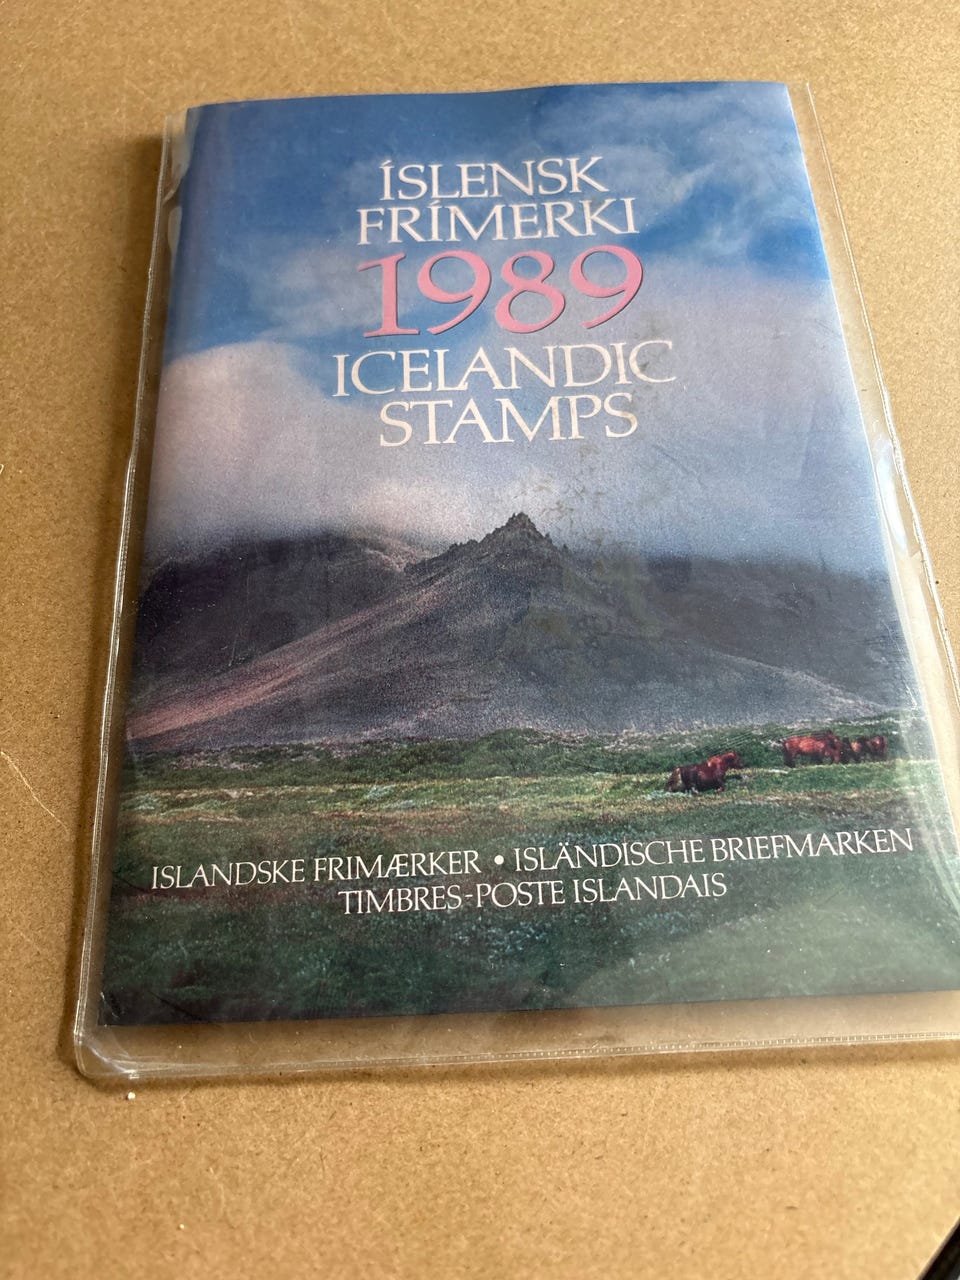 ÍSLENSK
FRÍMERKI
1989
ICELANDIC
STAMPS
ISLANDSKE FRIMÆRKER • ISLÄNDISCHE BRIEFMARKEN
TIMBRES-POSTE ISLANDAIS